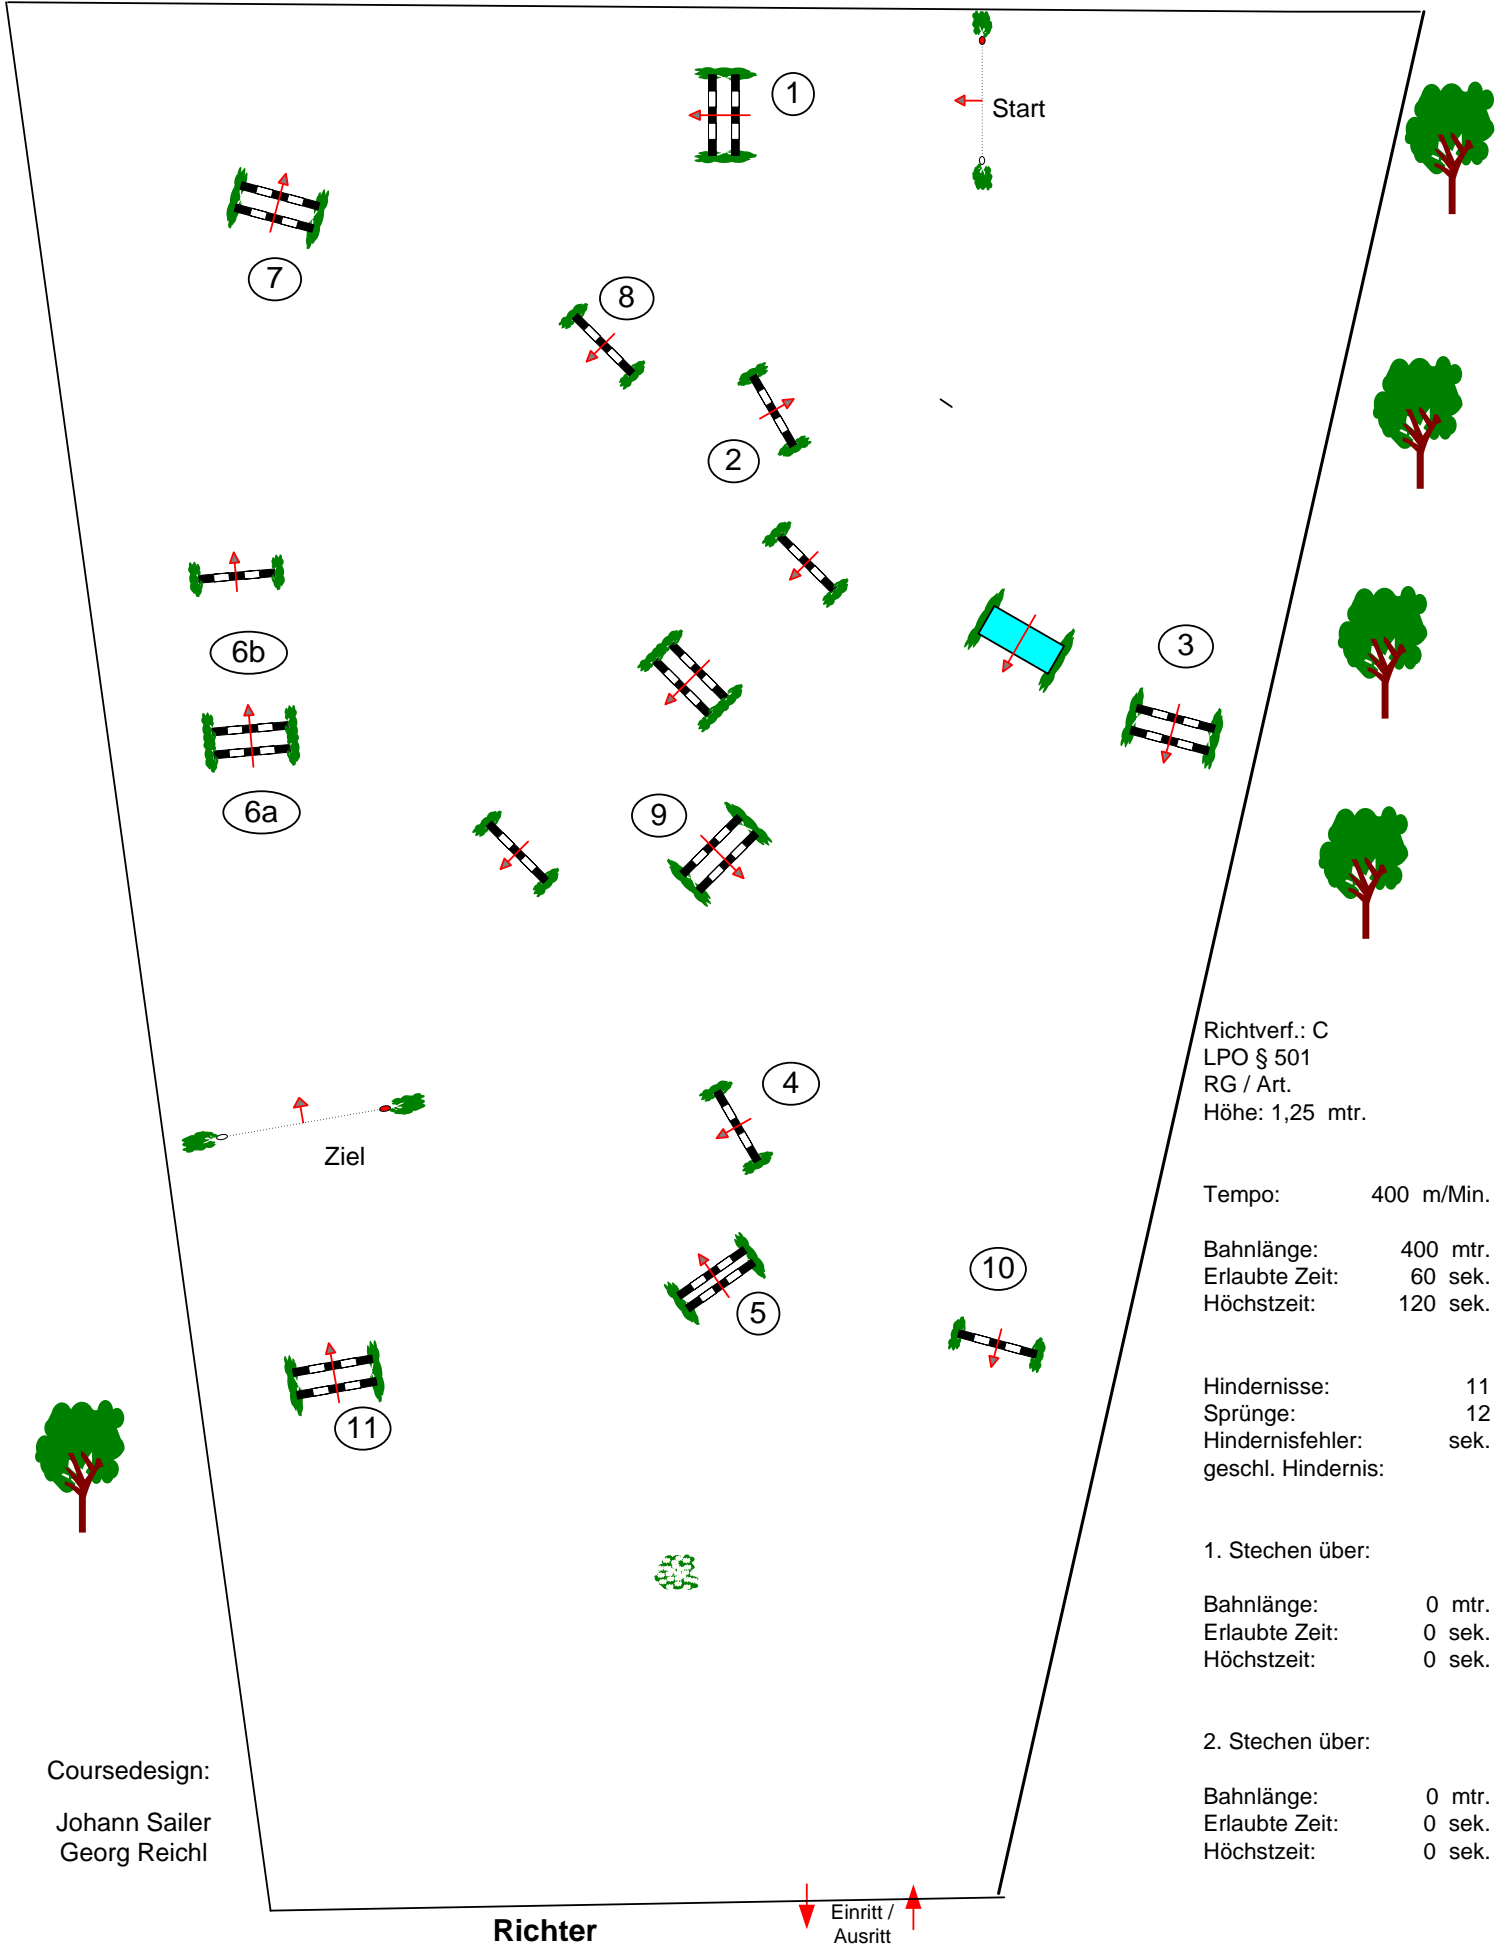 1
Start
7
8
2
6b
3
6a
9
Richtverf.: C
LPO § 501
RG / Art.
Höhe: 1,25 mtr.
4
Ziel
Tempo: 400 m/Min.
Bahnlänge: 400 mtr.
Erlaubte Zeit: 60 sek.
Höchstzeit: 120 sek.
10
5
11
Hindernisse: 11
Sprünge: 12
Hindernisfehler: sek.
geschl. Hindernis:
1. Stechen über:
Bahnlänge: 0 mtr.
Erlaubte Zeit: 0 sek.
Höchstzeit: 0 sek.
2. Stechen über:
Bahnlänge: 0 mtr.
Erlaubte Zeit: 0 sek.
Höchstzeit: 0 sek.
Coursedesign:
Johann Sailer
Georg Reichl
Richter
Einritt /
Ausritt